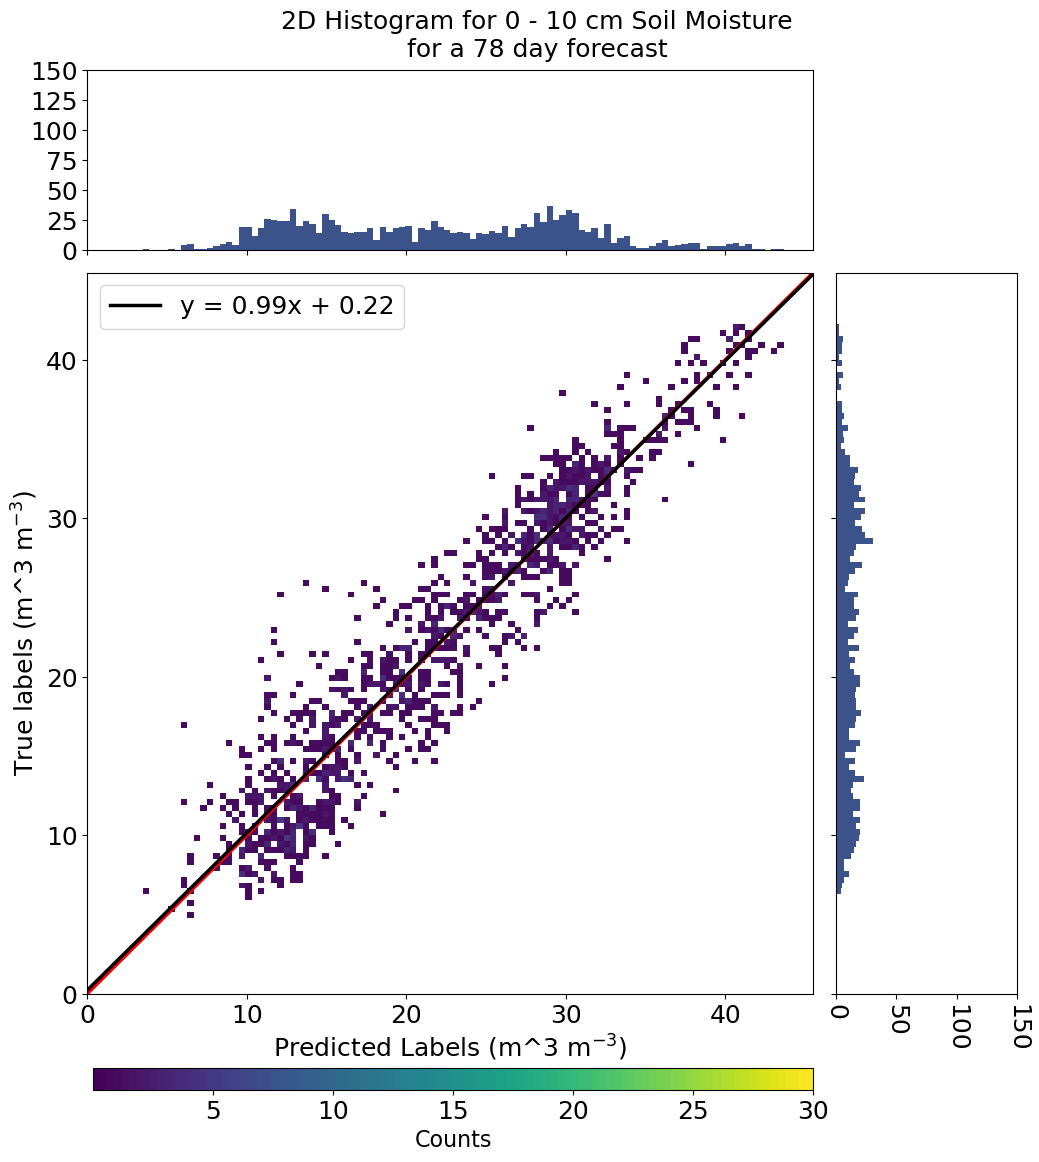 2D Histogram for 0 - 10 cm Soil Moisture
for a 78 day forecast
150
125
100
75
50
25
0
y = 0.99x + 0.22
True labels (m^3 m⁻³)
40
30
20
10
0
0 10 20 30 40
Predicted Labels (m^3 m⁻³)
0 50 100 150
5 10 15 20 25 30
Counts